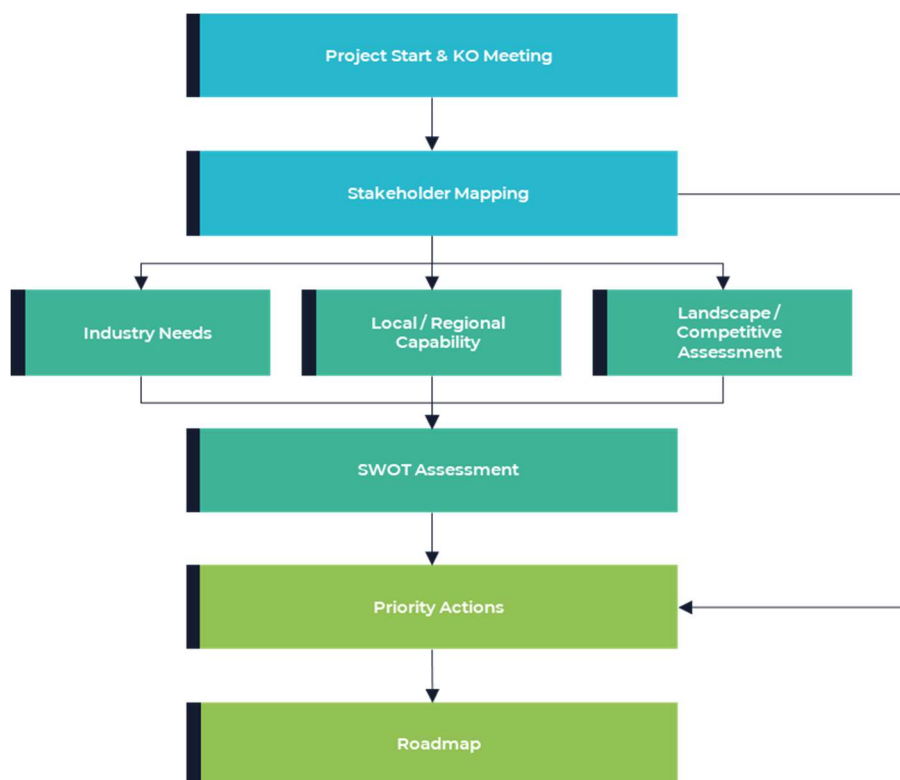 Project Start & KO Meeting
Stakeholder Mapping
Industry Needs
Local / Regional
Capability
Landscape /
Competitive
Assessment
SWOT Assessment
Priority Actions
Roadmap